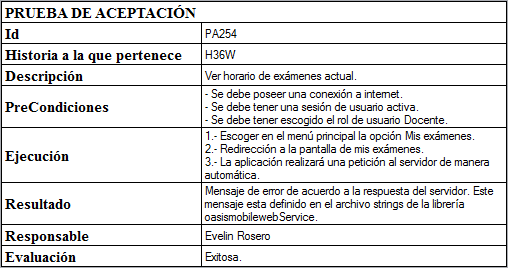 PRUEBA DE ACEPTACIÓN
Id PA254
Historia a la que pertenece H36W
Descripción Ver horario de exámenes actual.
PreCondiciones - Se debe poseer una conexión a internet.
- Se debe tener una sesión de usuario activa.
- Se debe tener escogido el rol de usuario Docente.
Ejecución 1.- Escoger en el menú principal la opción Mis exámenes.
2.- Redirección a la pantalla de mis exámenes.
3.- La aplicación realizará una petición al servidor de manera
automática.
Resultado Mensaje de error de acuerdo a la respuesta del servidor. Este
mensaje esta definido en el archivo strings de la librería
oasismobilewebService.
Responsable Evelin Rosero
Evaluación Exitosa.